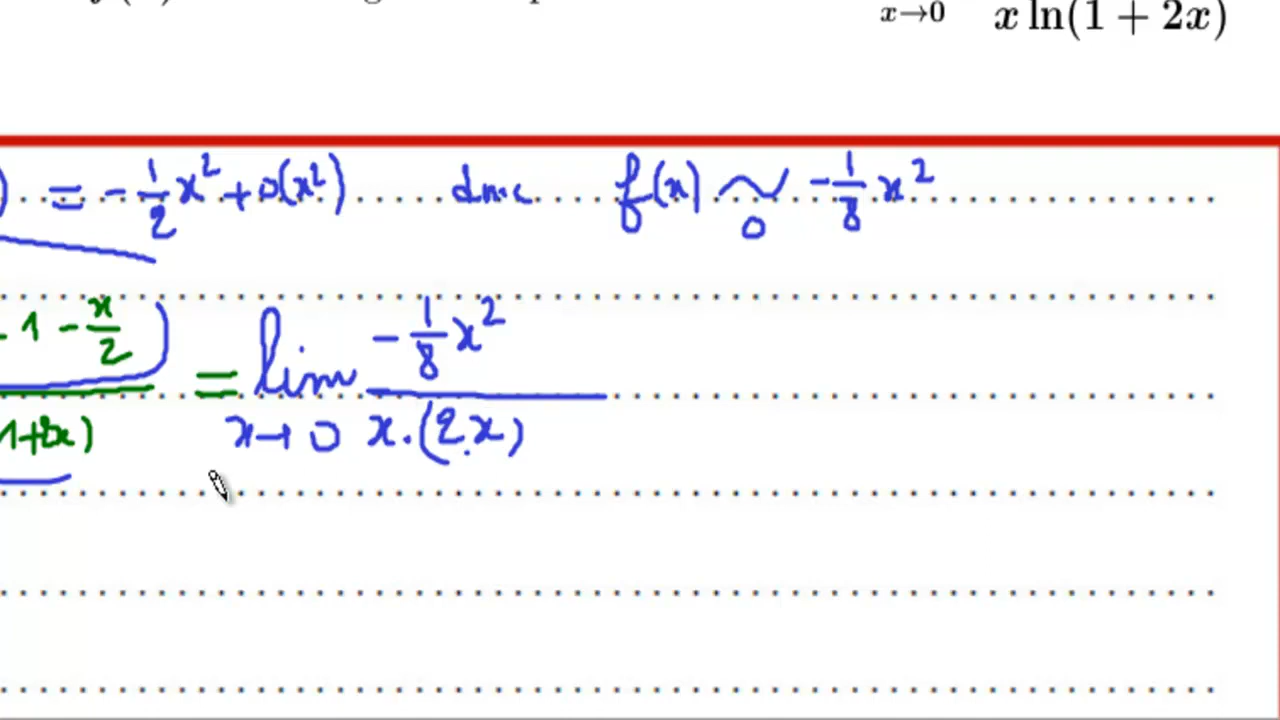 x→0 x ln(1 + 2x)
) = -1/2 x² + o(x²) donc f(x) ~ -1/8 x²
0
-1 - x/2 ) = lim -1/8 x²
1+2x) x→0 x.(2.x)